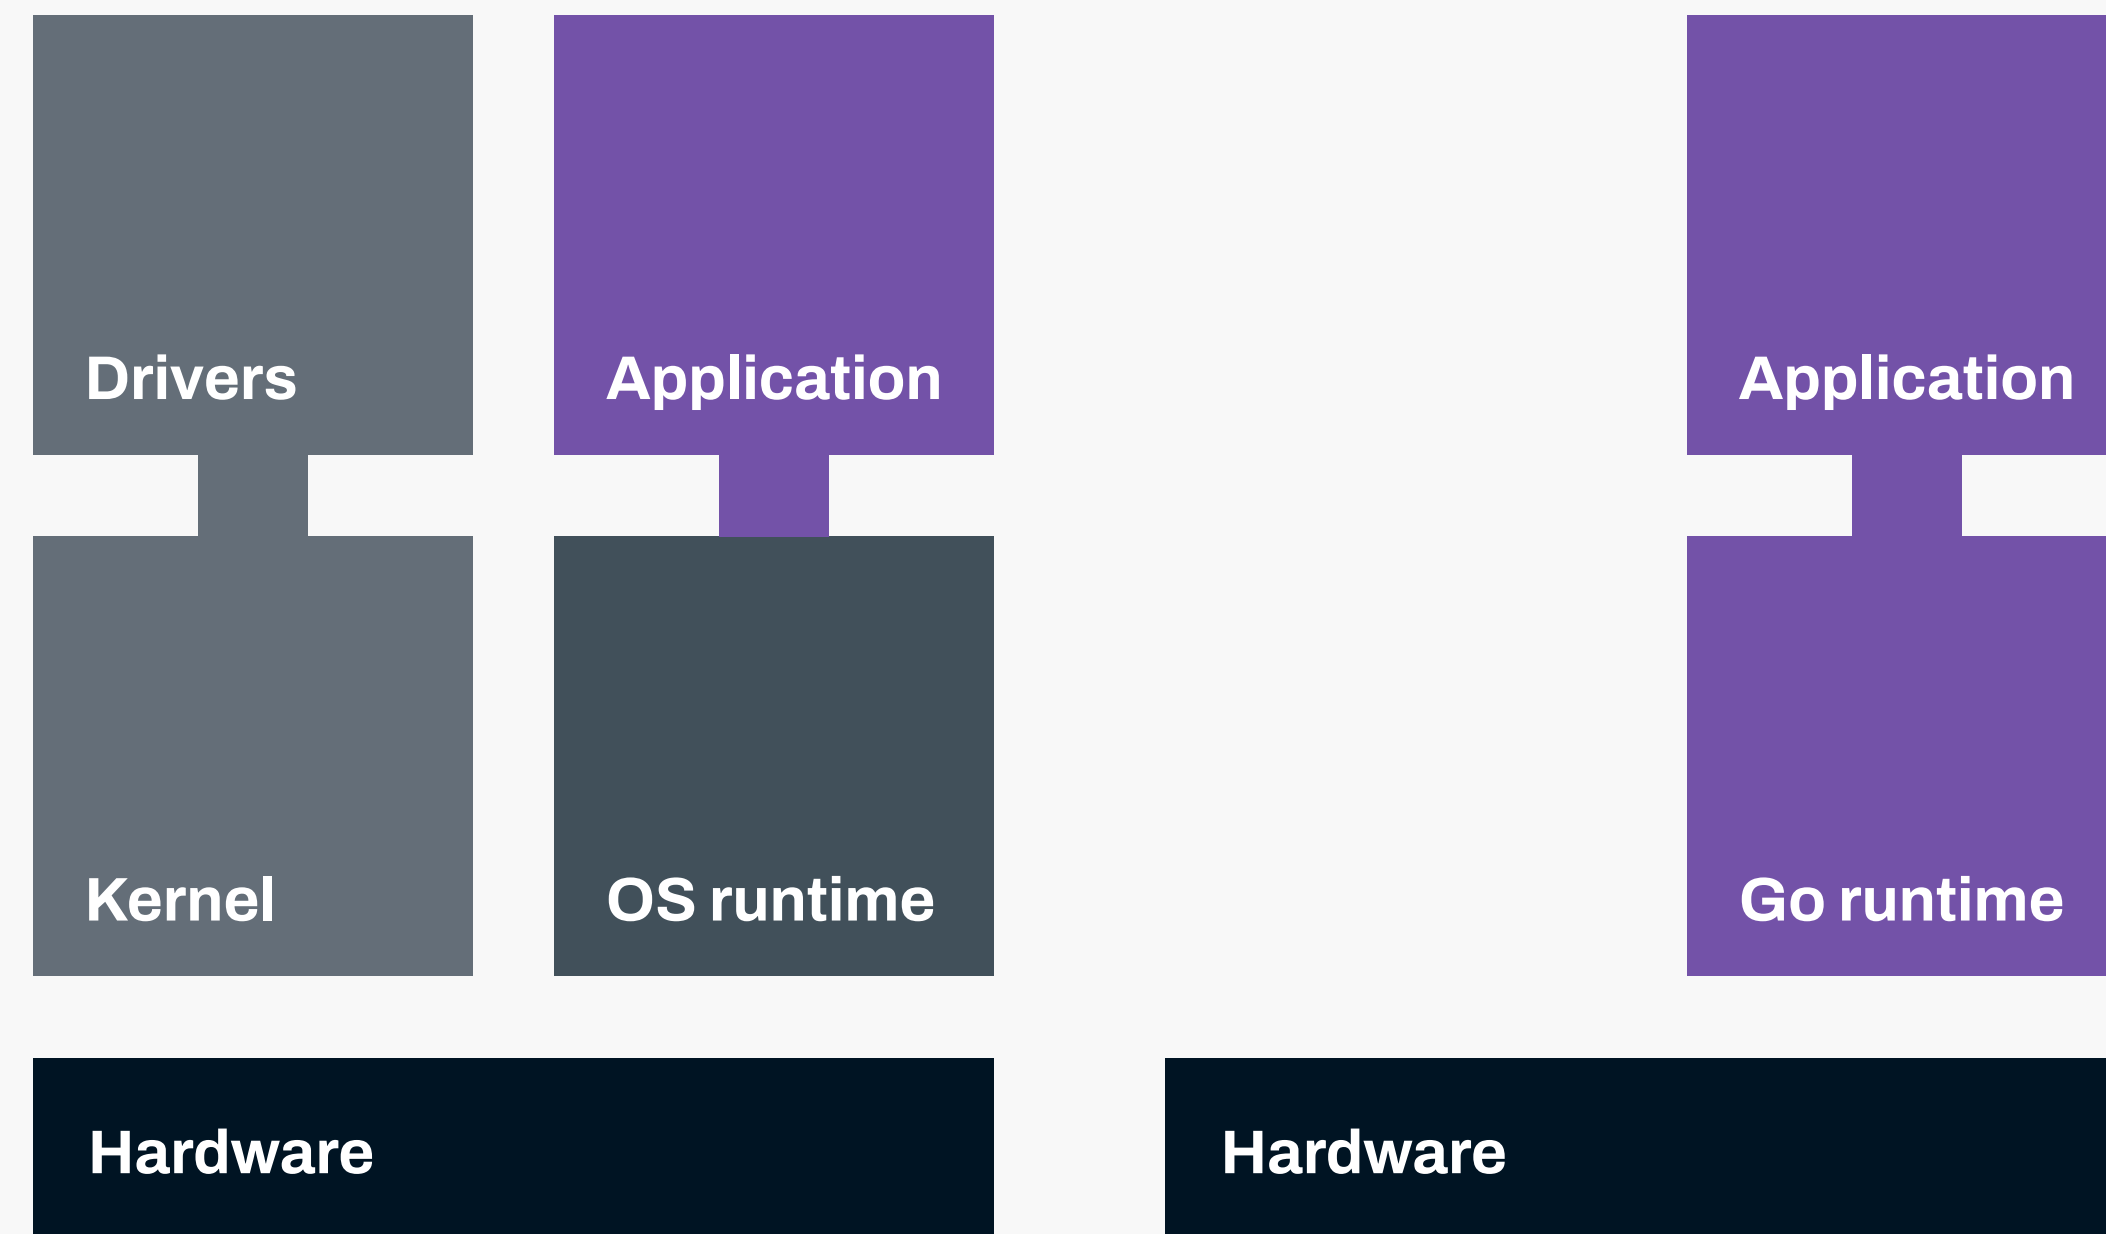 Drivers
Application
Application
Kernel
OS runtime
Go runtime
Hardware
Hardware